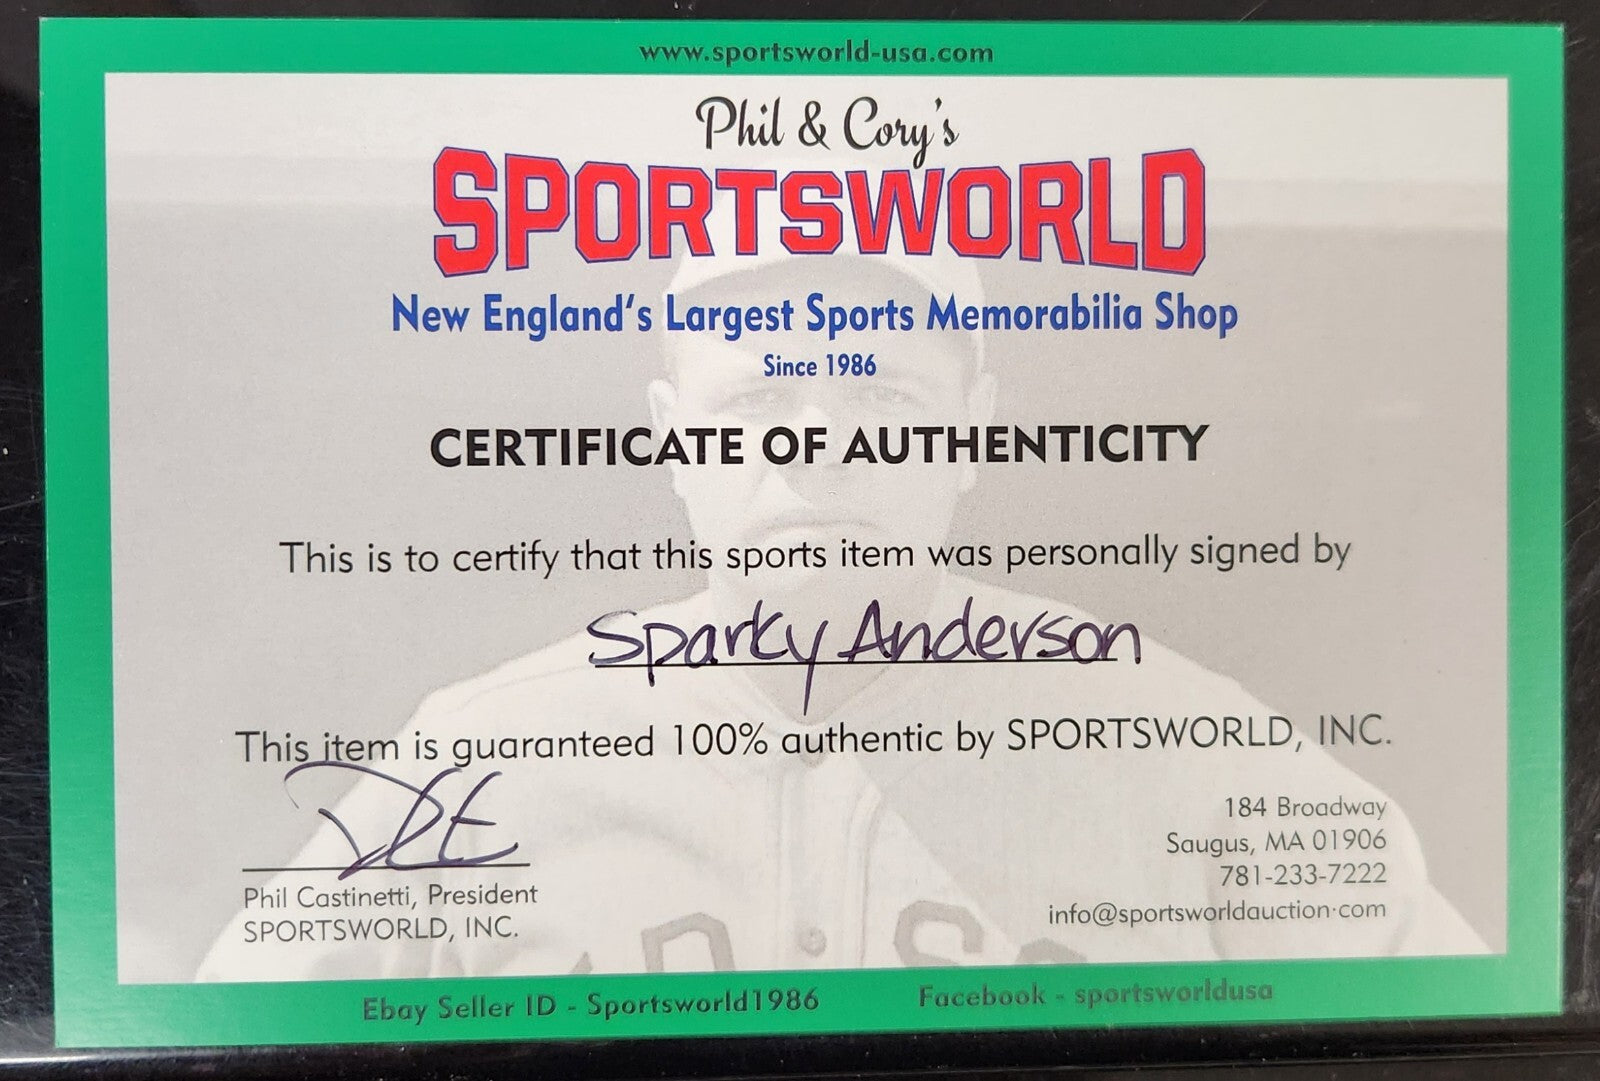 www.sportsworld-usa.com
Phil & Cory's
SPORTSWORLD
New England's Largest Sports Memorabilia Shop
Since 1986
CERTIFICATE OF AUTHENTICITY
This is to certify that this sports item was personally signed by
Sparky Anderson
This item is guaranteed 100% authentic by SPORTSWORLD, INC.
Phil Castinetti, President
SPORTSWORLD, INC.
184 Broadway
Saugus, MA 01906
781-233-7222
info@sportsworldauction.com
Ebay Seller ID - Sportsworld1986
Facebook - sportsworldusa